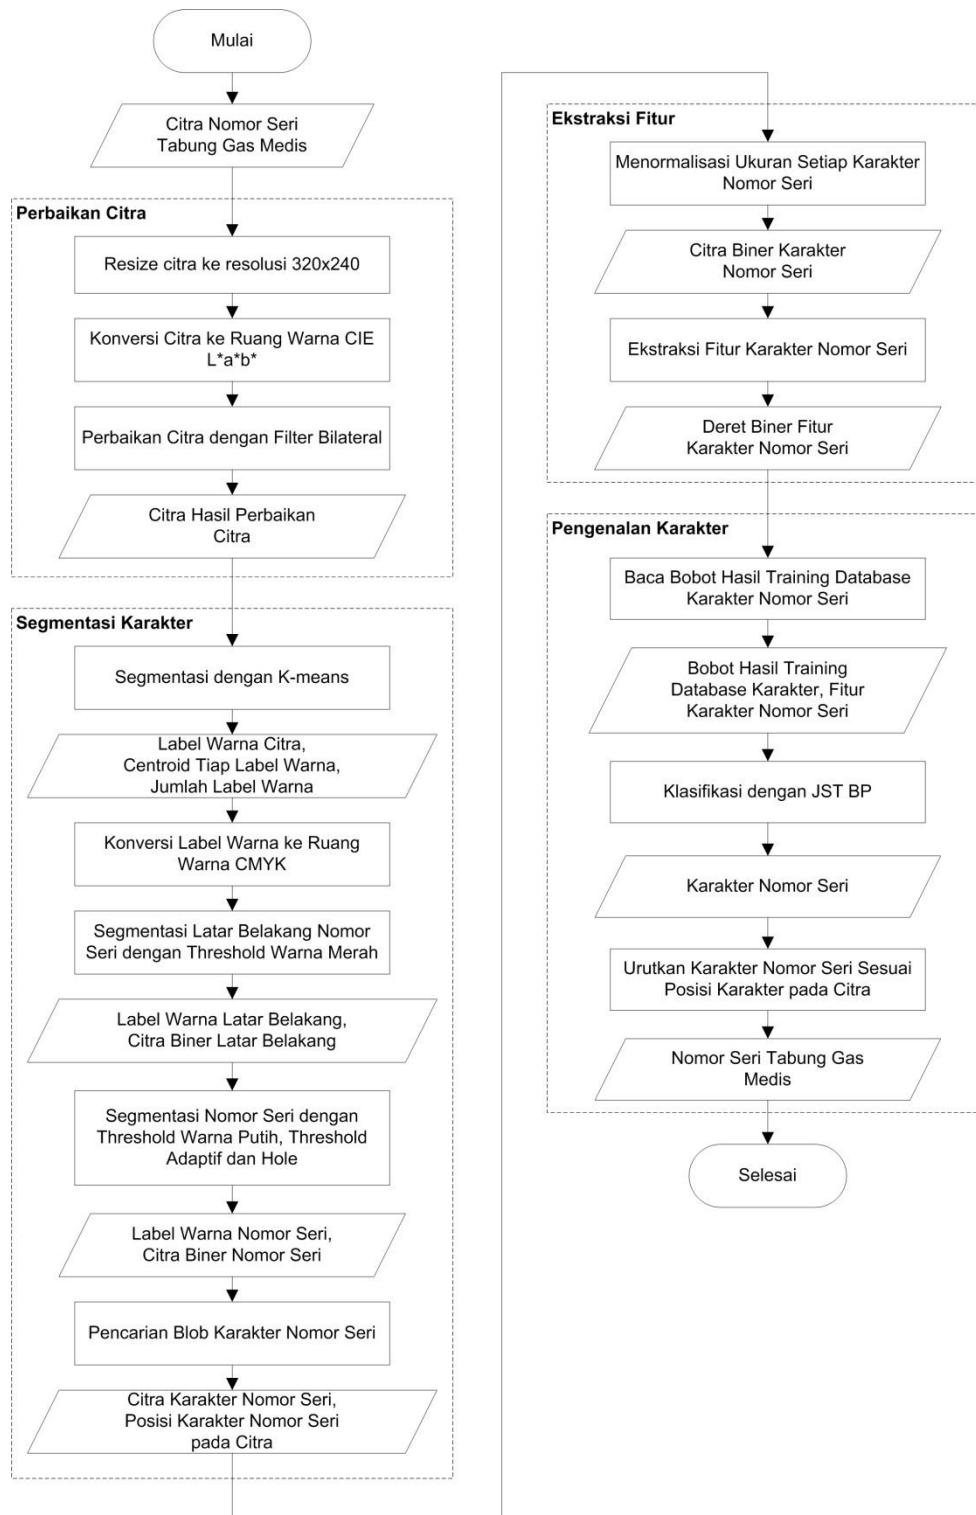 Mulai
Citra Nomor Seri
Tabung Gas Medis
Perbaikan Citra
Resize citra ke resolusi 320x240
Konversi Citra ke Ruang Warna CIE
L*a*b*
Perbaikan Citra dengan Filter Bilateral
Citra Hasil Perbaikan
Citra
Segmentasi Karakter
Segmentasi dengan K-means
Label Warna Citra,
Centroid Tiap Label Warna,
Jumlah Label Warna
Konversi Label Warna ke Ruang
Warna CMYK
Segmentasi Latar Belakang Nomor
Seri dengan Threshold Warna Merah
Label Warna Latar Belakang,
Citra Biner Latar Belakang
Segmentasi Nomor Seri dengan
Threshold Warna Putih, Threshold
Adaptif dan Hole
Label Warna Nomor Seri,
Citra Biner Nomor Seri
Pencarian Blob Karakter Nomor Seri
Citra Karakter Nomor Seri,
Posisi Karakter Nomor Seri
pada Citra
Ekstraksi Fitur
Menormalisasi Ukuran Setiap Karakter
Nomor Seri
Citra Biner Karakter
Nomor Seri
Ekstraksi Fitur Karakter Nomor Seri
Deret Biner Fitur
Karakter Nomor Seri
Pengenalan Karakter
Baca Bobot Hasil Training Database
Karakter Nomor Seri
Bobot Hasil Training
Database Karakter, Fitur
Karakter Nomor Seri
Klasifikasi dengan JST BP
Karakter Nomor Seri
Urutkan Karakter Nomor Seri Sesuai
Posisi Karakter pada Citra
Nomor Seri Tabung Gas
Medis
Selesai